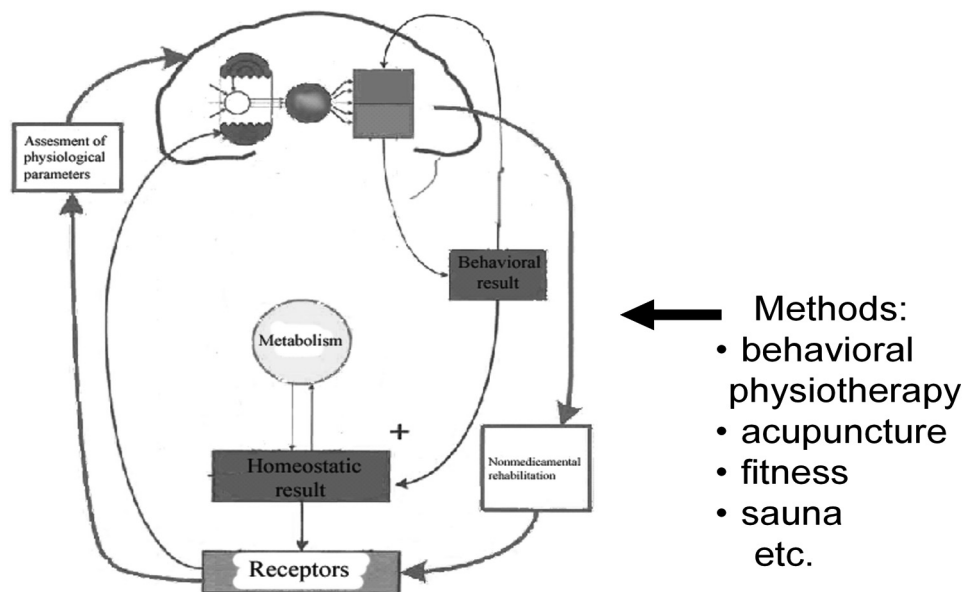 Assesment of
physiological
parameters
Behavioral
result
Metabolism
+
Homeostatic
result
Receptors
Nonmedicamental
rehabilitation
Methods:
• behavioral
physiotherapy
• acupuncture
• fitness
• sauna
etc.